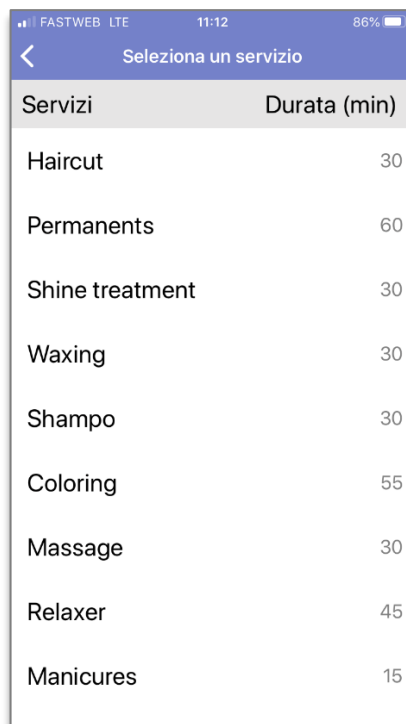 FASTWEB LTE 11:12 86%
Seleziona un servizio
Servizi Durata (min)
Haircut 30
Permanents 60
Shine treatment 30
Waxing 30
Shampo 30
Coloring 55
Massage 30
Relaxer 45
Manicures 15